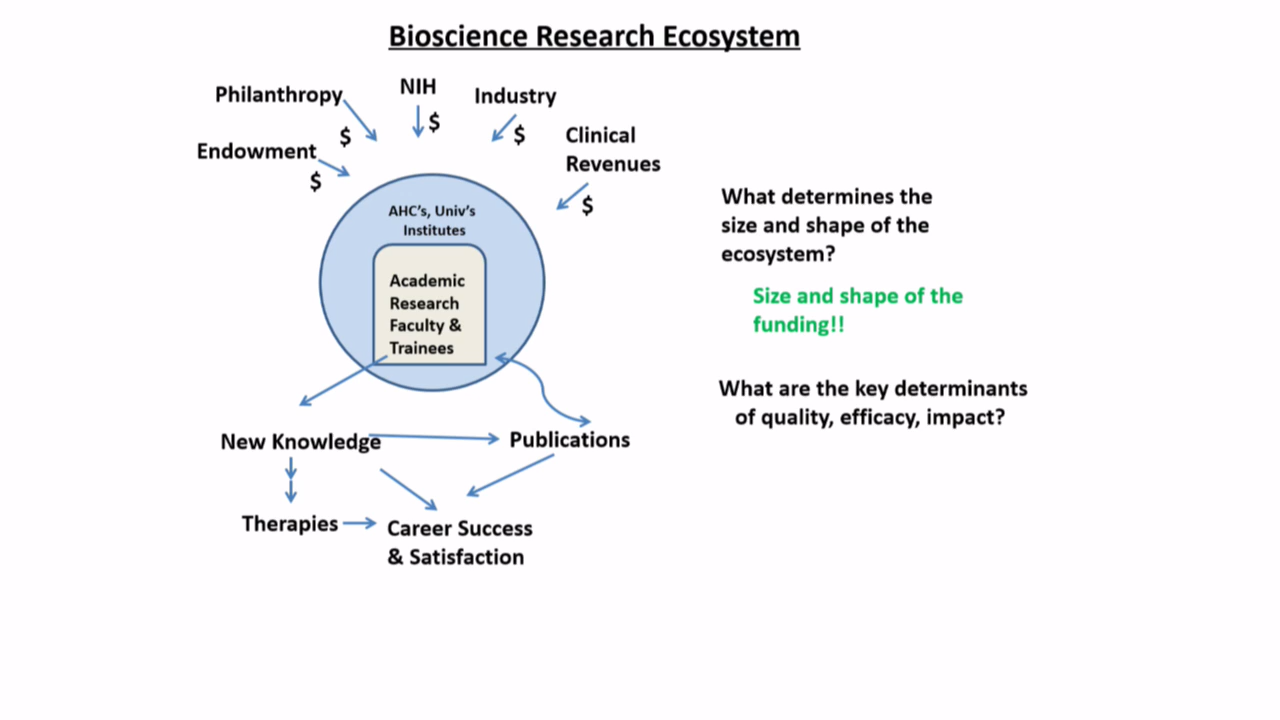 Bioscience Research Ecosystem
Philanthropy
NIH
Industry
$
$
$
Endowment
$
Clinical
Revenues
$
AHC's, Univ's
Institutes
Academic
Research
Faculty &
Trainees
New Knowledge
Publications
Therapies
Career Success
& Satisfaction
What determines the
size and shape of the
ecosystem?
Size and shape of the
funding!!
What are the key determinants
of quality, efficacy, impact?